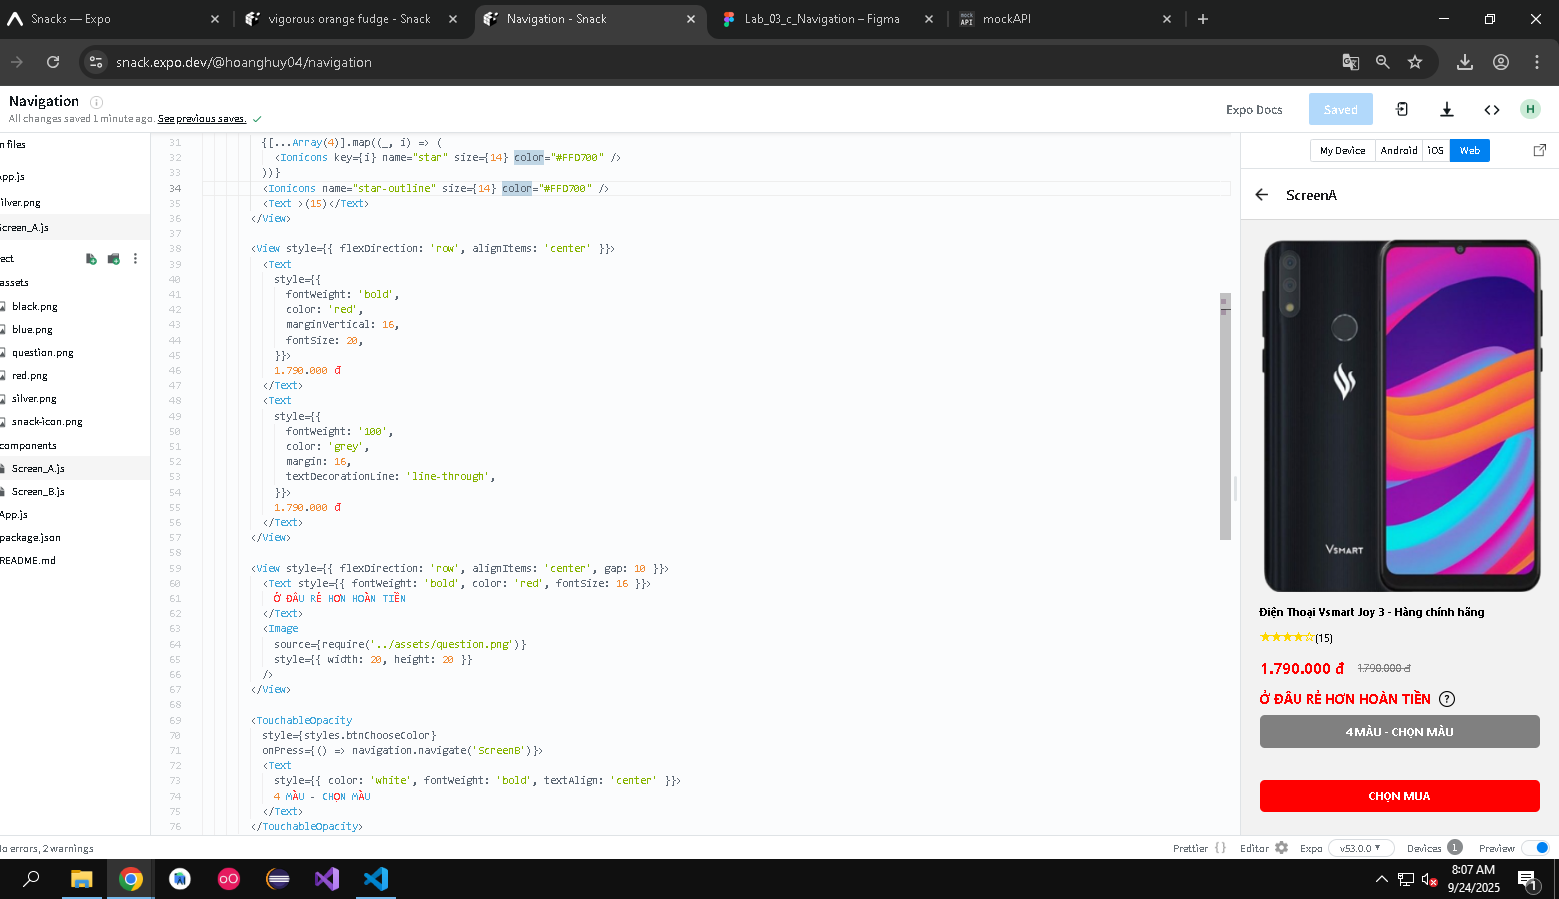 Snacks — Expo
vigorous orange fudge - Snack
Navigation - Snack
Lab_03_c_Navigation – Figma
mock API
mockAPI
snack.expo.dev/@hoanghuy04/navigation
Navigation
All changes saved 1 minute ago. See previous saves.
Expo Docs
Saved
H
n files
App.js
silver.png
Screen_A.js
ect
assets
black.png
blue.png
question.png
red.png
silver.png
snack-icon.png
components
Screen_A.js
Screen_B.js
App.js
package.json
README.md
31 {[...Array(4)].map((_, i) => (
32 <Ionicons key={i} name="star" size={14} color="#FFD700" />
33 ))}
34 <Ionicons name="star-outline" size={14} color="#FFD700" />
35 <Text >(15)</Text>
36 </View>
37
38 <View style={{ flexDirection: 'row', alignItems: 'center' }}>
39 <Text
40 style={{
41 fontWeight: 'bold',
42 color: 'red',
43 marginVertical: 16,
44 fontSize: 20,
45 }}>
46 1.790.000 đ
47 </Text>
48 <Text
49 style={{
50 fontWeight: '100',
51 color: 'grey',
52 margin: 16,
53 textDecorationLine: 'line-through',
54 }}>
55 1.790.000 đ
56 </Text>
57 </View>
58
59 <View style={{ flexDirection: 'row', alignItems: 'center', gap: 10 }}>
60 <Text style={{ fontWeight: 'bold', color: 'red', fontSize: 16 }}>
61 Ở ĐÂU RẺ HƠN HOÀN TIỀN
62 </Text>
63 <Image
64 source={require('../assets/question.png')}
65 style={{ width: 20, height: 20 }}
66 />
67 </View>
68
69 <TouchableOpacity
70 style={styles.btnChooseColor}
71 onPress={() => navigation.navigate('ScreenB')}>
72 <Text
73 style={{ color: 'white', fontWeight: 'bold', textAlign: 'center' }}>
74 4 MÀU - CHỌN MÀU
75 </Text>
76 </TouchableOpacity>
My Device
Android
iOS
Web
ScreenA
VSMART
Điện Thoại Vsmart Joy 3 - Hàng chính hãng
(15)
1.790.000 đ 1.790.000 đ
Ở ĐÂU RẺ HƠN HOÀN TIỀN ?
4 MÀU - CHỌN MÀU
CHỌN MUA
No errors, 2 warnings
Prettier {}
Editor
Expo
v53.0.0
Devices 1
Preview
8:07 AM
9/24/2025
1